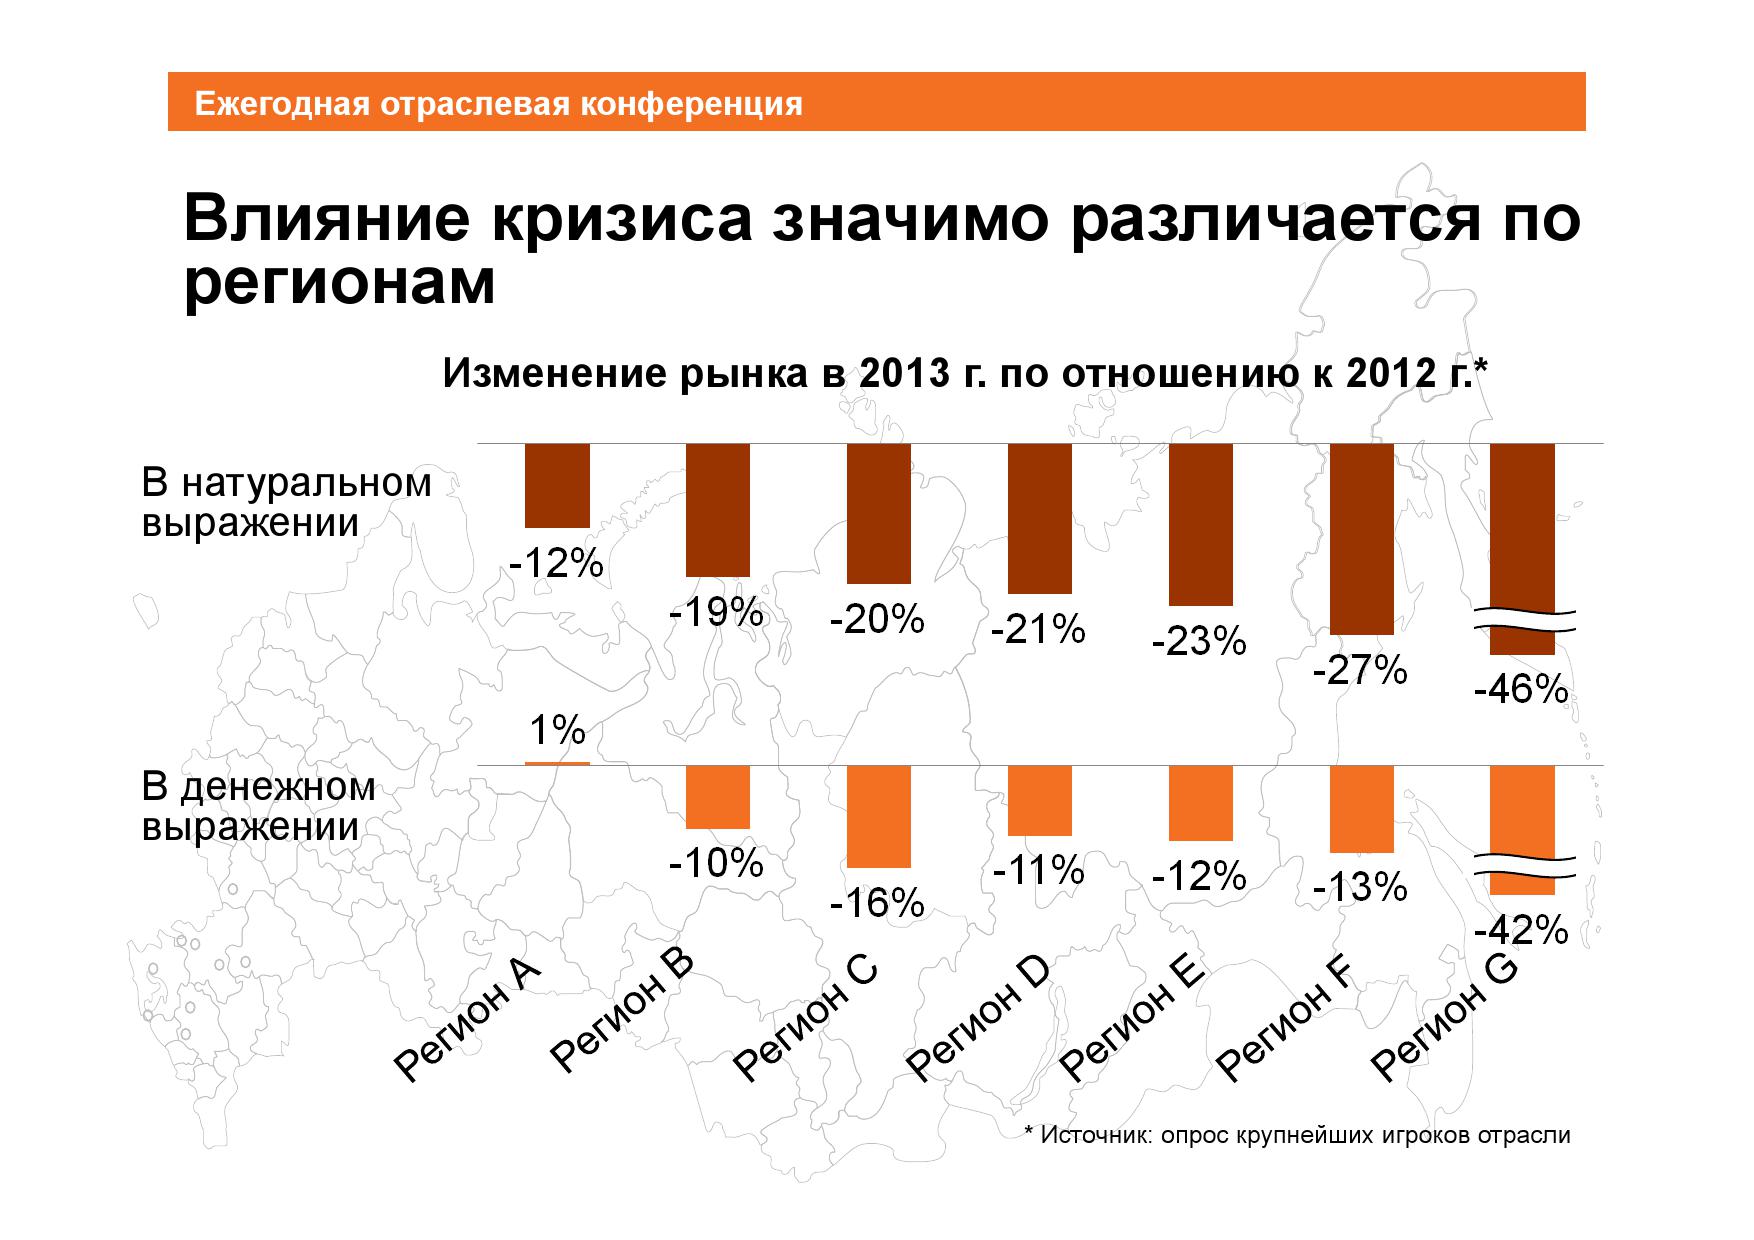 Ежегодная отраслевая конференция
Влияние кризиса значимо различается по
регионам
Изменение рынка в 2013 г. по отношению к 2012 г.*
В натуральном
выражении
-12%
-19%
-20%
-21%
-23%
-27%
-46%
В денежном
выражении
1%
-10%
-16%
-11%
-12%
-13%
-42%
Регион A
Регион B
Регион C
Регион D
Регион E
Регион F
Регион G
* Источник: опрос крупнейших игроков отрасли